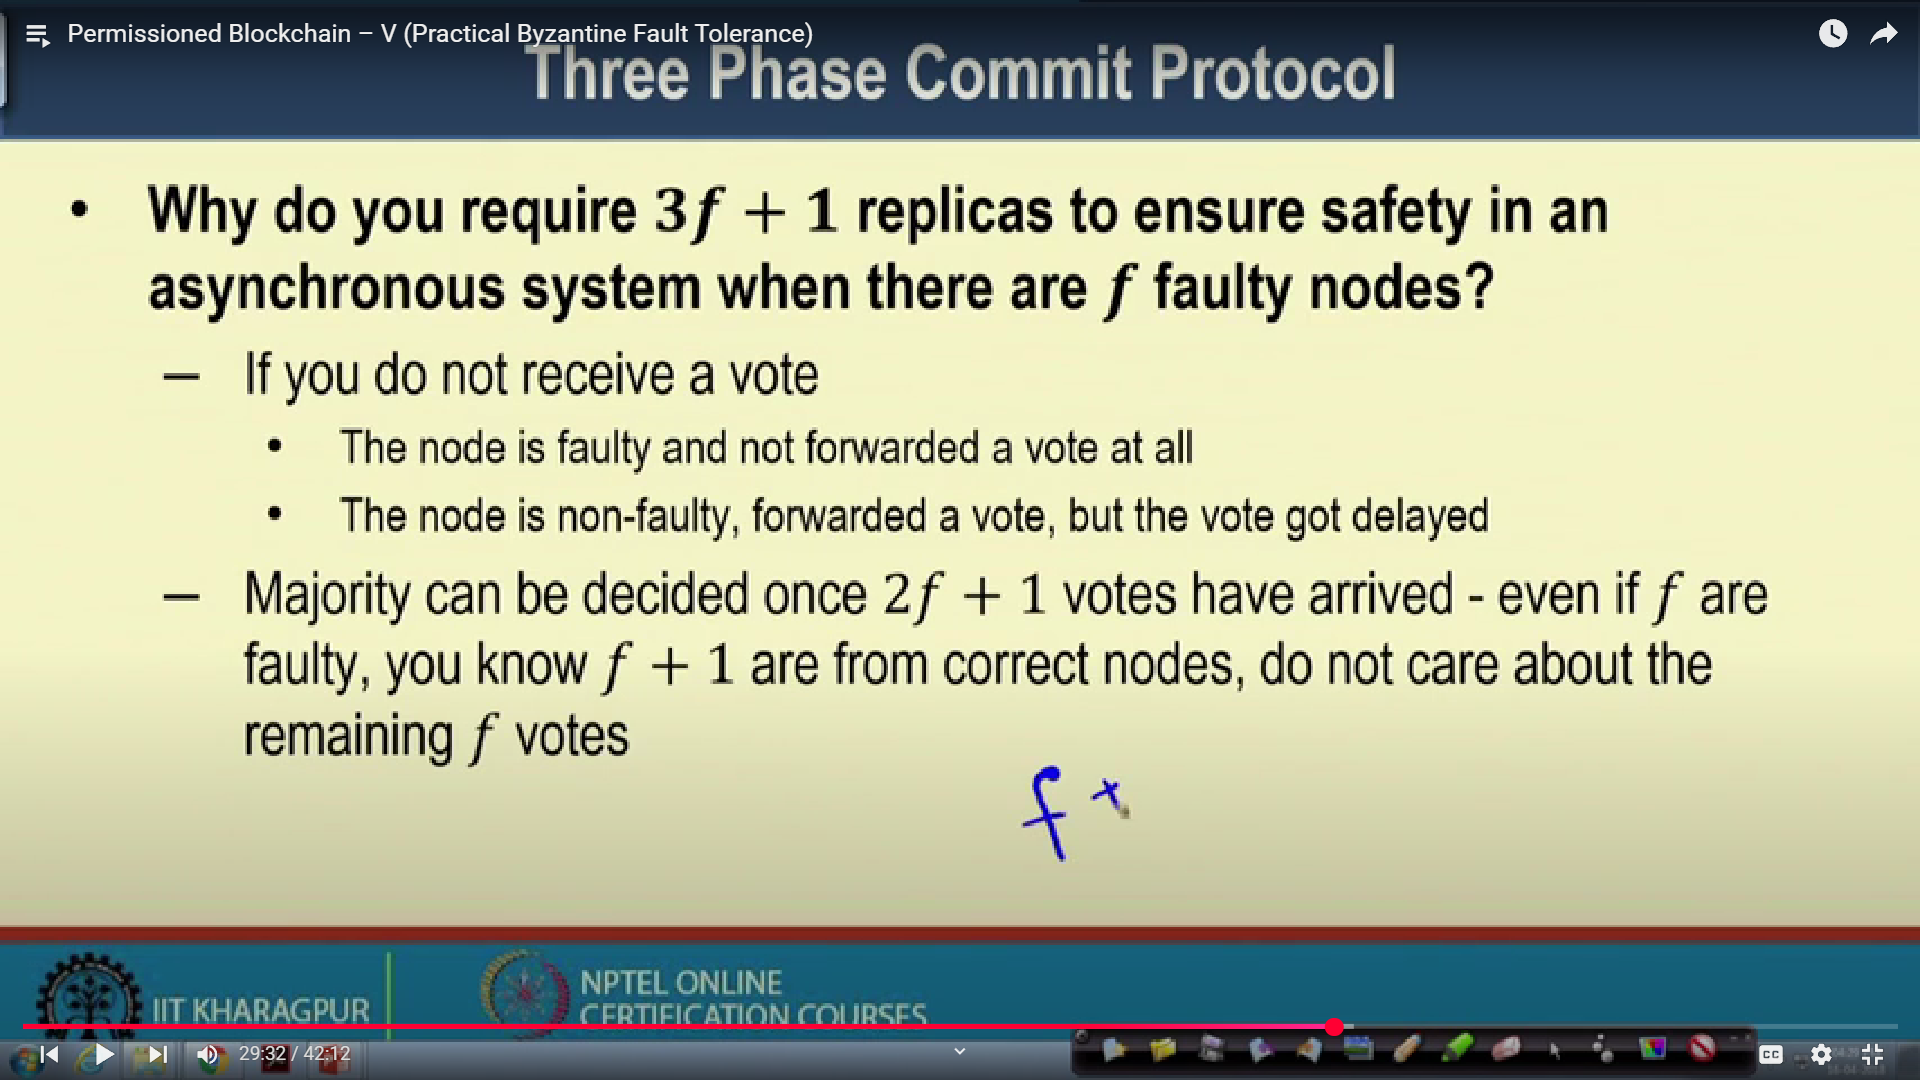 Permissioned Blockchain – V (Practical Byzantine Fault Tolerance)
Three Phase Commit Protocol
• Why do you require 3f + 1 replicas to ensure safety in an
asynchronous system when there are f faulty nodes?
– If you do not receive a vote
• The node is faulty and not forwarded a vote at all
• The node is non-faulty, forwarded a vote, but the vote got delayed
– Majority can be decided once 2f + 1 votes have arrived - even if f are
faulty, you know f + 1 are from correct nodes, do not care about the
remaining f votes
f +
IIT KHARAGPUR
NPTEL ONLINE
CERTIFICATION COURSES
29:32 / 42:12
CC